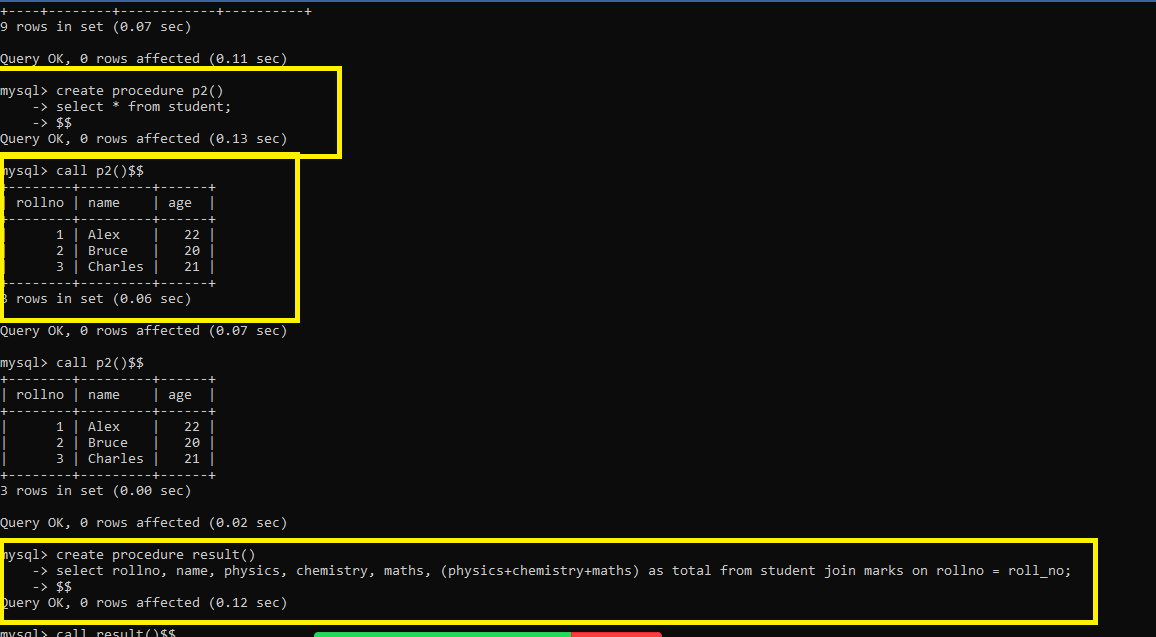 +----+--------+------------+----------+
9 rows in set (0.07 sec)
Query OK, 0 rows affected (0.11 sec)
mysql> create procedure p2()
    -> select * from student;
    -> $$
Query OK, 0 rows affected (0.13 sec)
mysql> call p2()$$
+--------+---------+------+
| rollno | name    | age  |
+--------+---------+------+
|      1 | Alex    |   22 |
|      2 | Bruce   |   20 |
|      3 | Charles |   21 |
+--------+---------+------+
3 rows in set (0.06 sec)
Query OK, 0 rows affected (0.07 sec)
mysql> call p2()$$
+--------+---------+------+
| rollno | name    | age  |
+--------+---------+------+
|      1 | Alex    |   22 |
|      2 | Bruce   |   20 |
|      3 | Charles |   21 |
+--------+---------+------+
3 rows in set (0.00 sec)
Query OK, 0 rows affected (0.02 sec)
mysql> create procedure result()
    -> select rollno, name, physics, chemistry, maths, (physics+chemistry+maths) as total from student join marks on rollno = roll_no;
    -> $$
Query OK, 0 rows affected (0.12 sec)
mysql> call result()$$